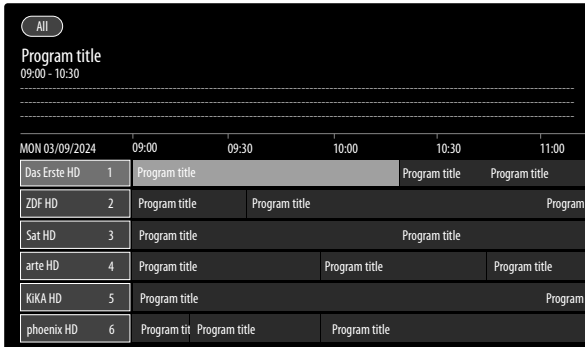 All
Program title
09:00 - 10:30
MON 03/09/2024 09:00 09:30 10:00 10:30 11:00
Das Erste HD 1 Program title Program title Program title
ZDF HD 2 Program title Program title Program
Sat HD 3 Program title Program title
arte HD 4 Program title Program title Program title
KiKA HD 5 Program title Program
phoenix HD 6 Program tit Program title Program title